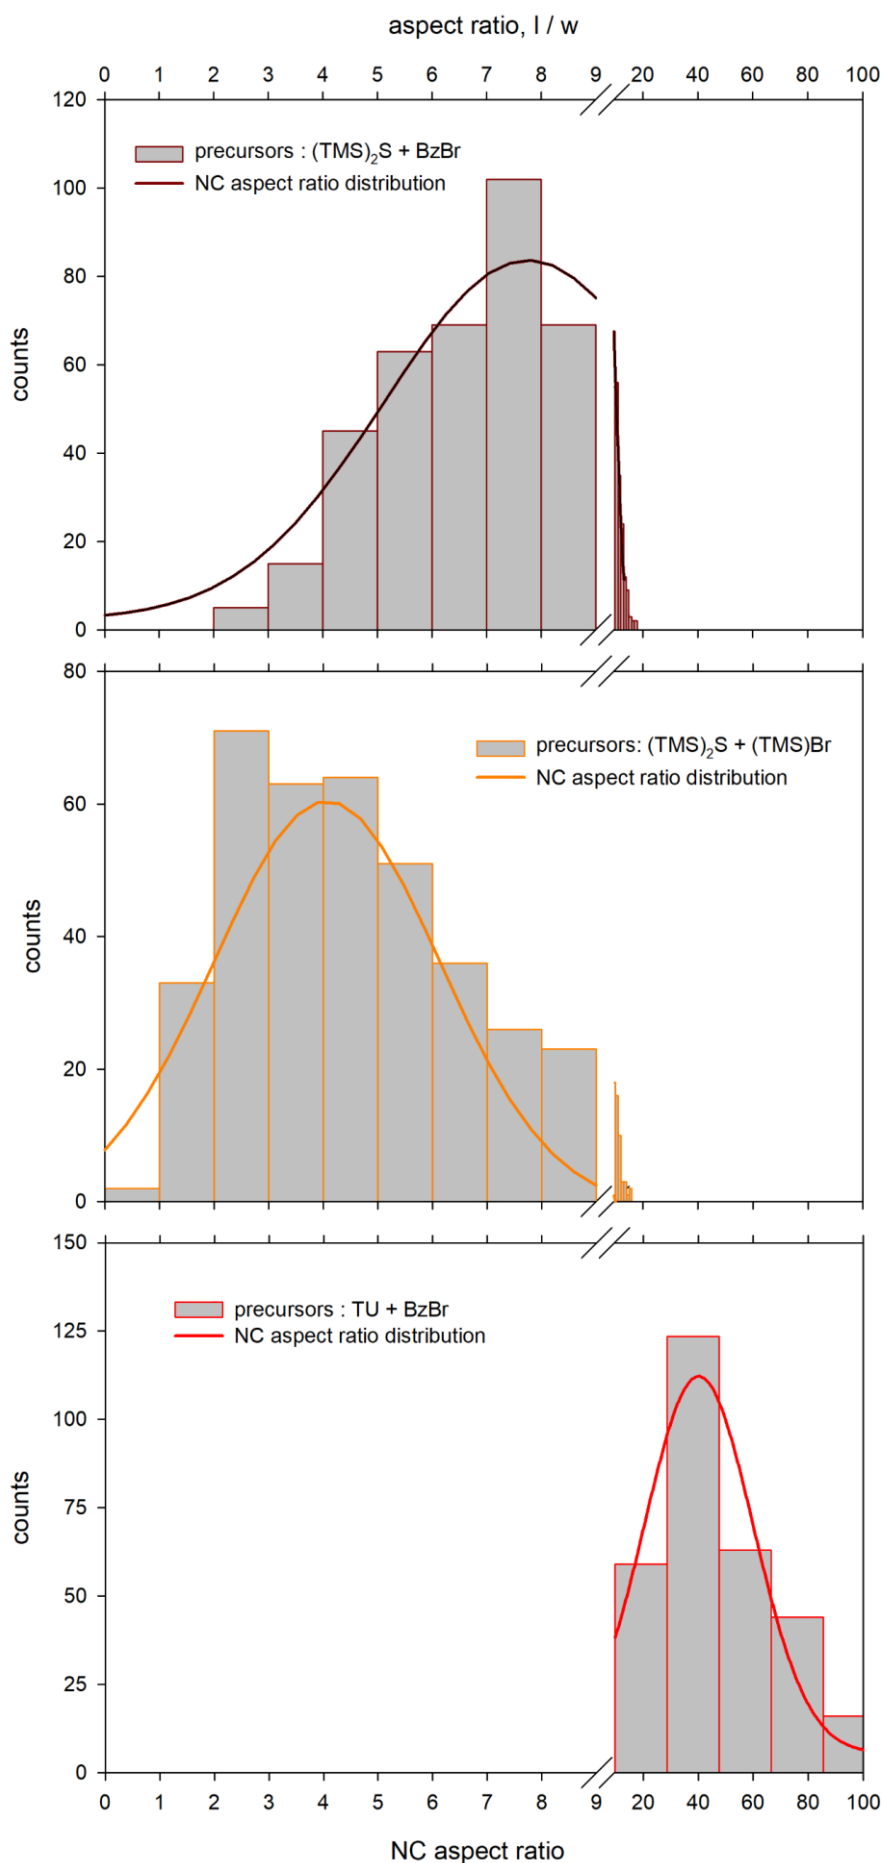 aspect ratio, l / w
0 1 2 3 4 5 6 7 8 9 20 40 60 80 100
120
precursors : (TMS)₂S + BzBr
NC aspect ratio distribution
100
80
counts
60
40
20
0
80
precursors: (TMS)₂S + (TMS)Br
NC aspect ratio distribution
60
counts
40
20
0
150
precursors : TU + BzBr
NC aspect ratio distribution
125
100
counts
75
50
25
0
0 1 2 3 4 5 6 7 8 9 20 40 60 80 100
NC aspect ratio